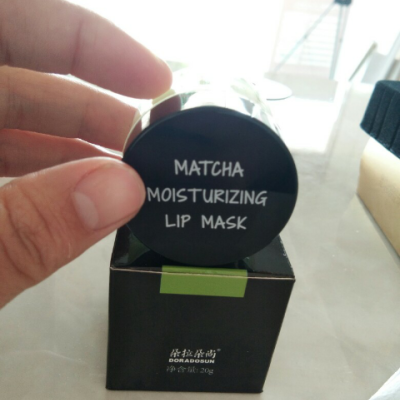 MATCHA
MOISTURIZING
LIP MASK
朵拉朵尚®
DORADOSUN
净含量: 20g